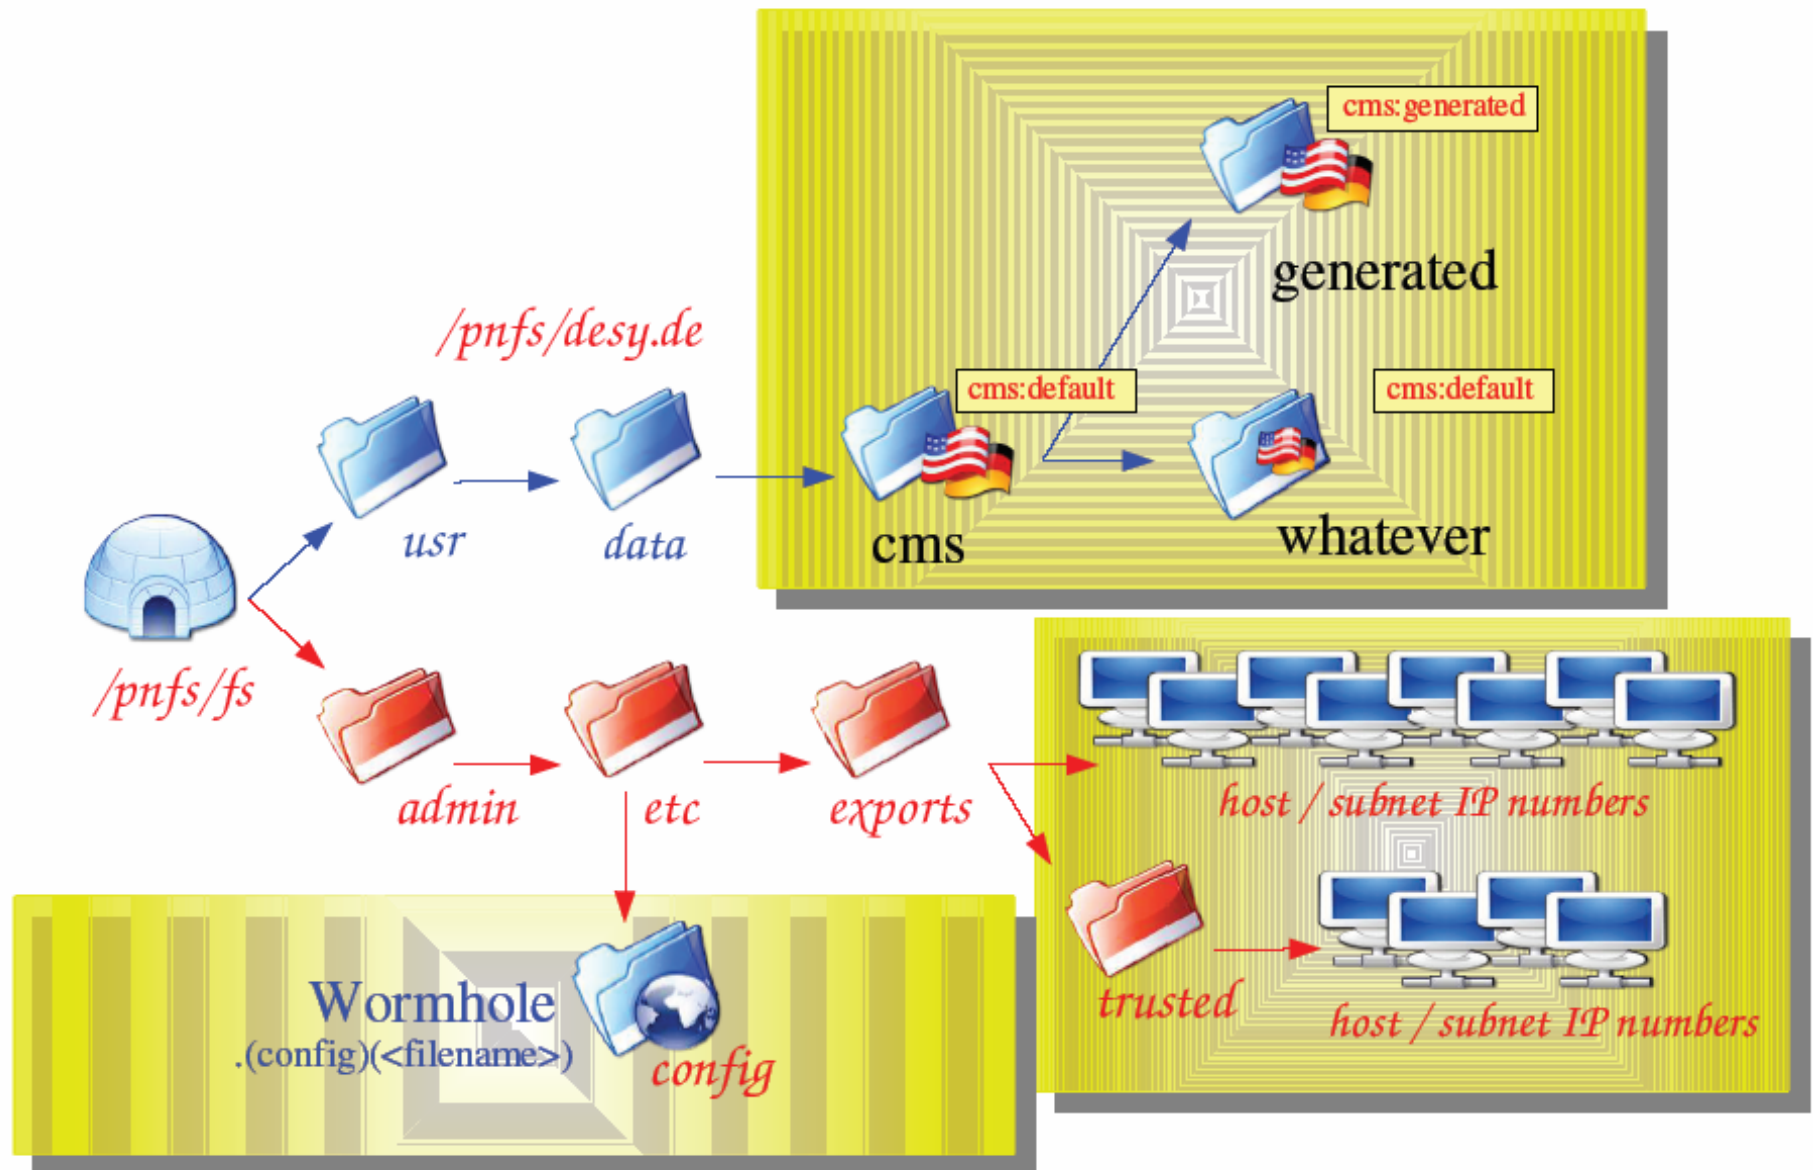 cms:generated
generated
/pnfs/desy.de
cms:default
cms:default
usr
data
cms
whatever
/pnfs/fs
admin
etc
exports
host / subnet IP numbers
trusted
host / subnet IP numbers
Wormhole
.(config)(<filename>)
config